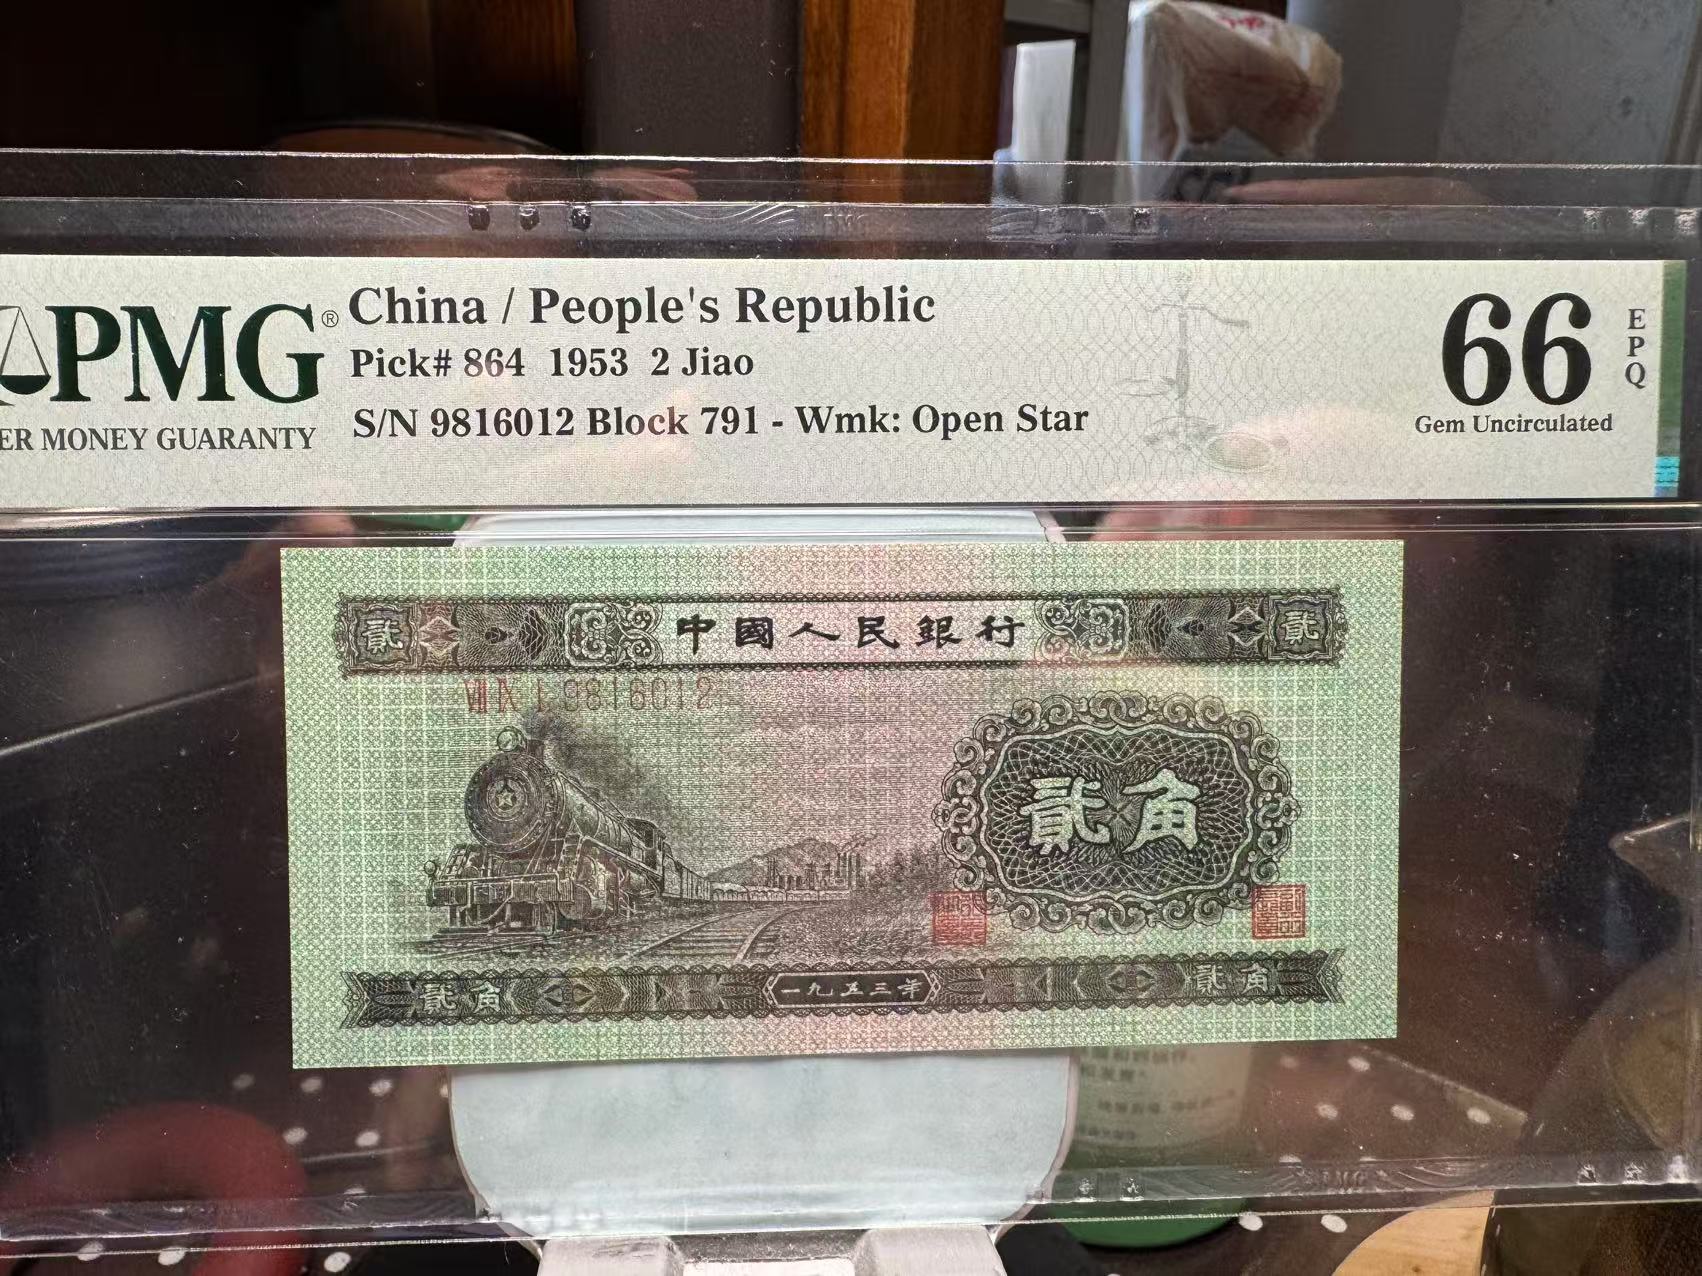 PMG®
ER MONEY GUARANTY
China / People's Republic
Pick# 864 1953 2 Jiao
S/N 9816012 Block 791 - Wmk: Open Star
66
EPQ
Gem Uncirculated
貳 中國人民銀行 貳
VII IX I 9816012
貳角
貳角 一九五三年 貳角